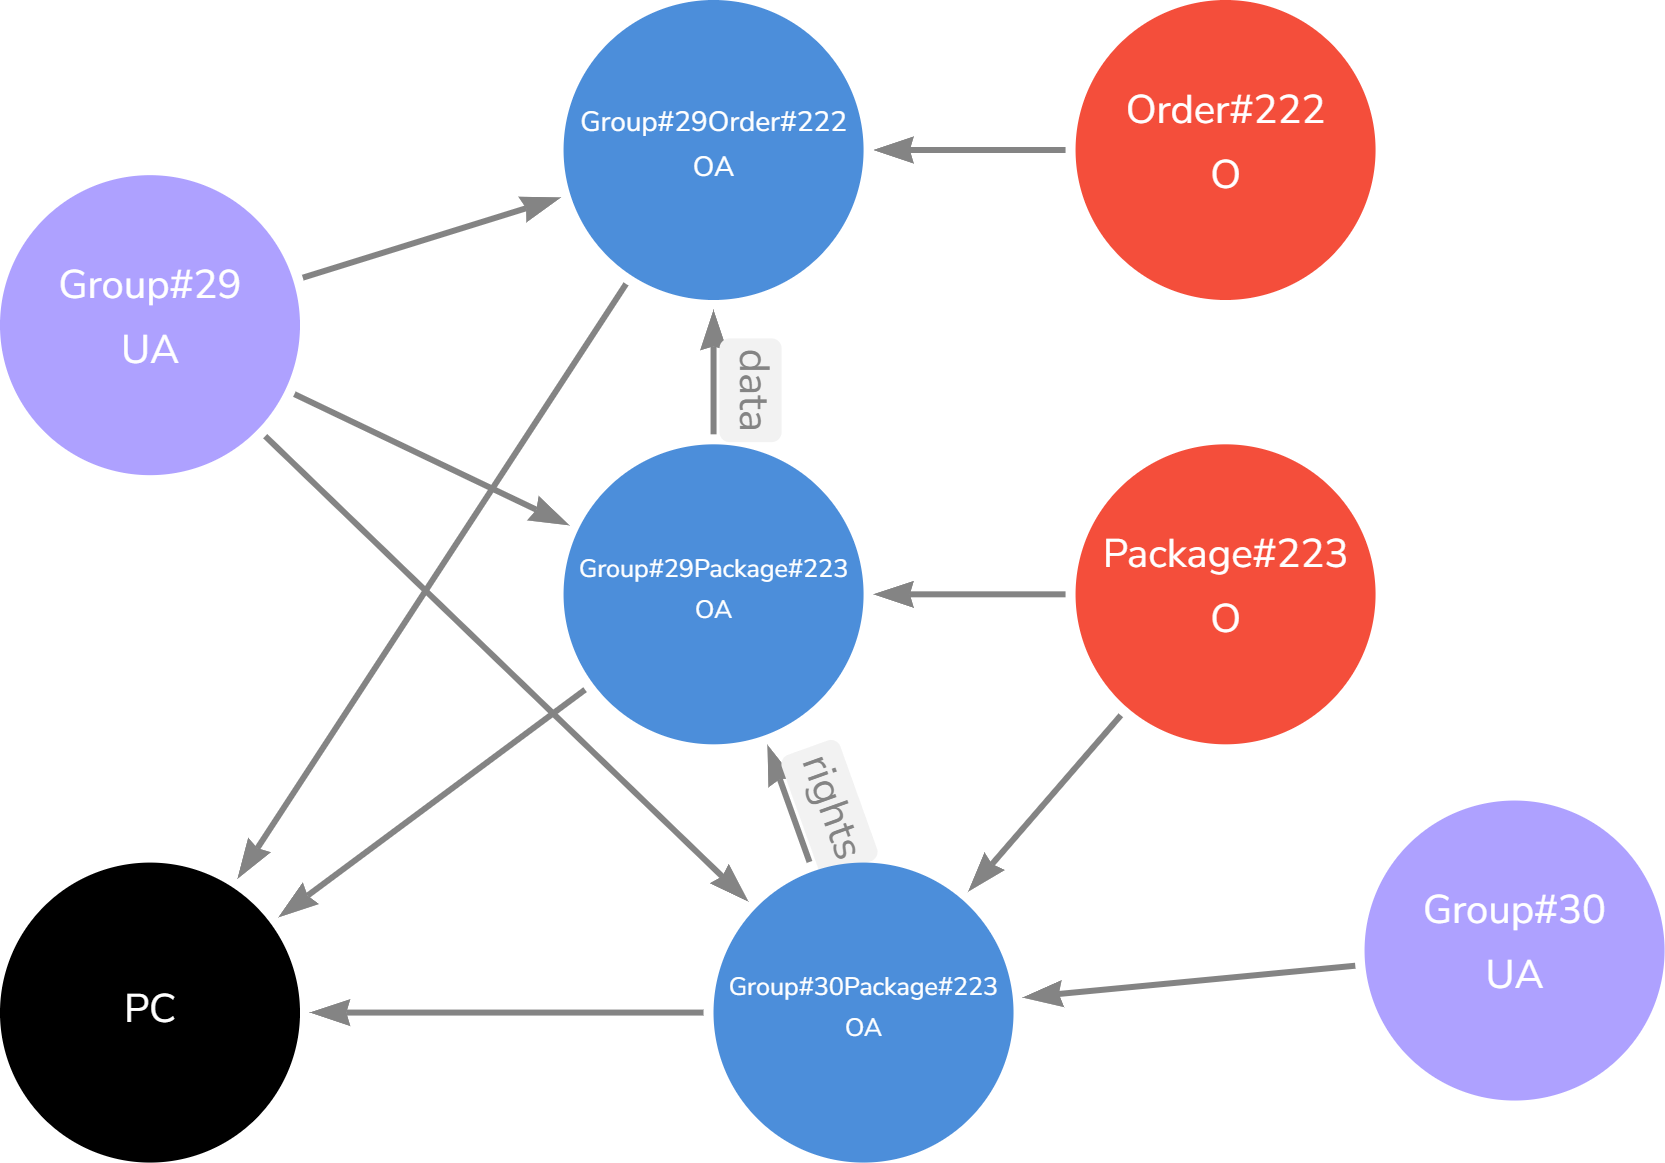 Group#29Order#222
OA
Order#222
O
Group#29
UA
data
Group#29Package#223
OA
Package#223
O
rights
Group#30
UA
PC
Group#30Package#223
OA